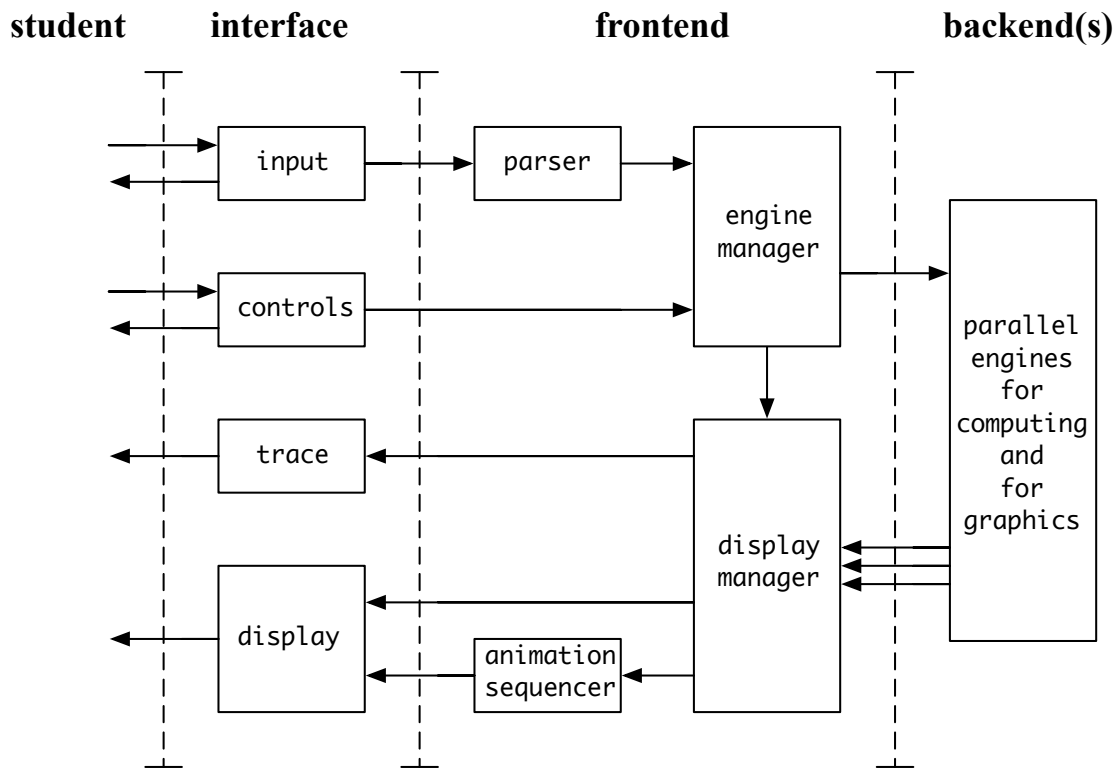 student interface frontend backend(s)
input
parser
engine
manager
controls
parallel
engines
for
computing
and
for
graphics
trace
display
manager
display
animation
sequencer